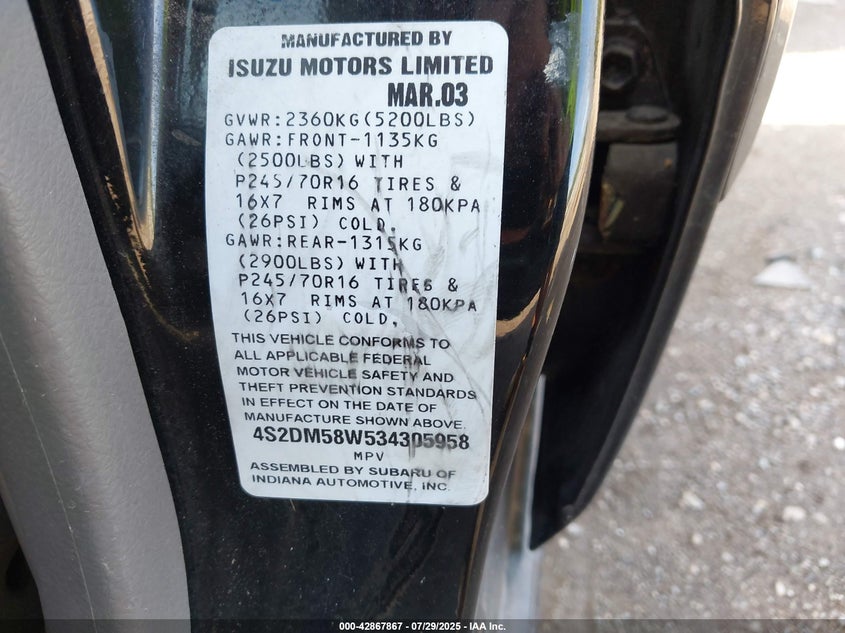 MANUFACTURED BY
ISUZU MOTORS LIMITED
MAR.03
GVWR:2360KG(5200LBS)
GAWR:FRONT-1135KG
(2500LBS) WITH
P245/70R16 TIRES &
16X7 RIMS AT 180KPA
(26PSI) COLD,
GAWR:REAR-1315KG
(2900LBS) WITH
P245/70R16 TIRES &
16X7 RIMS AT 180KPA
(26PSI) COLD,
THIS VEHICLE CONFORMS TO
ALL APPLICABLE FEDERAL
MOTOR VEHICLE SAFETY AND
THEFT PREVENTION STANDARDS
IN EFFECT ON THE DATE OF
MANUFACTURE SHOWN ABOVE.
4S2DM58W534305958
MPV
ASSEMBLED BY SUBARU OF
INDIANA AUTOMOTIVE, INC.
000-42867867 / 07/29/2025 - IAA Inc.